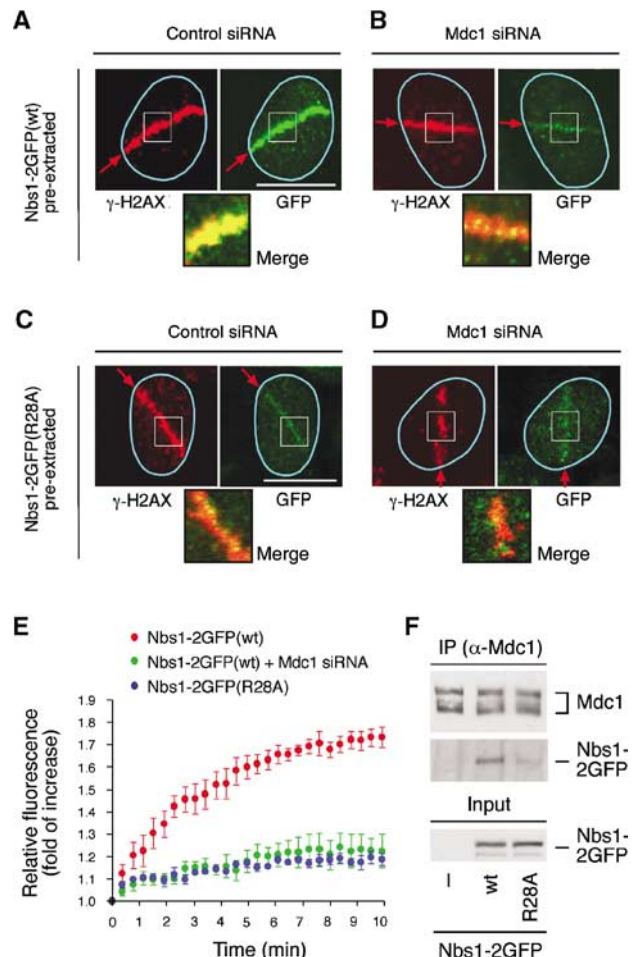 A
Control siRNA
B
Mdc1 siRNA
Nbs1-2GFP(wt)
pre-extracted
γ-H2AX
GFP
Merge
γ-H2AX
GFP
Merge
C
Control siRNA
D
Mdc1 siRNA
Nbs1-2GFP(R28A)
pre-extracted
γ-H2AX
GFP
Merge
γ-H2AX
GFP
Merge
E
Nbs1-2GFP(wt)
Nbs1-2GFP(wt) + Mdc1 siRNA
Nbs1-2GFP(R28A)
Relative fluorescence
(fold of increase)
1.9
1.8
1.7
1.6
1.5
1.4
1.3
1.2
1.1
1.0
0 1 2 3 4 5 6 7 8 9 10
Time (min)
F
IP (α-Mdc1)
Mdc1
Nbs1-
2GFP
Input
Nbs1-
2GFP
–
wt
R28A
Nbs1-2GFP